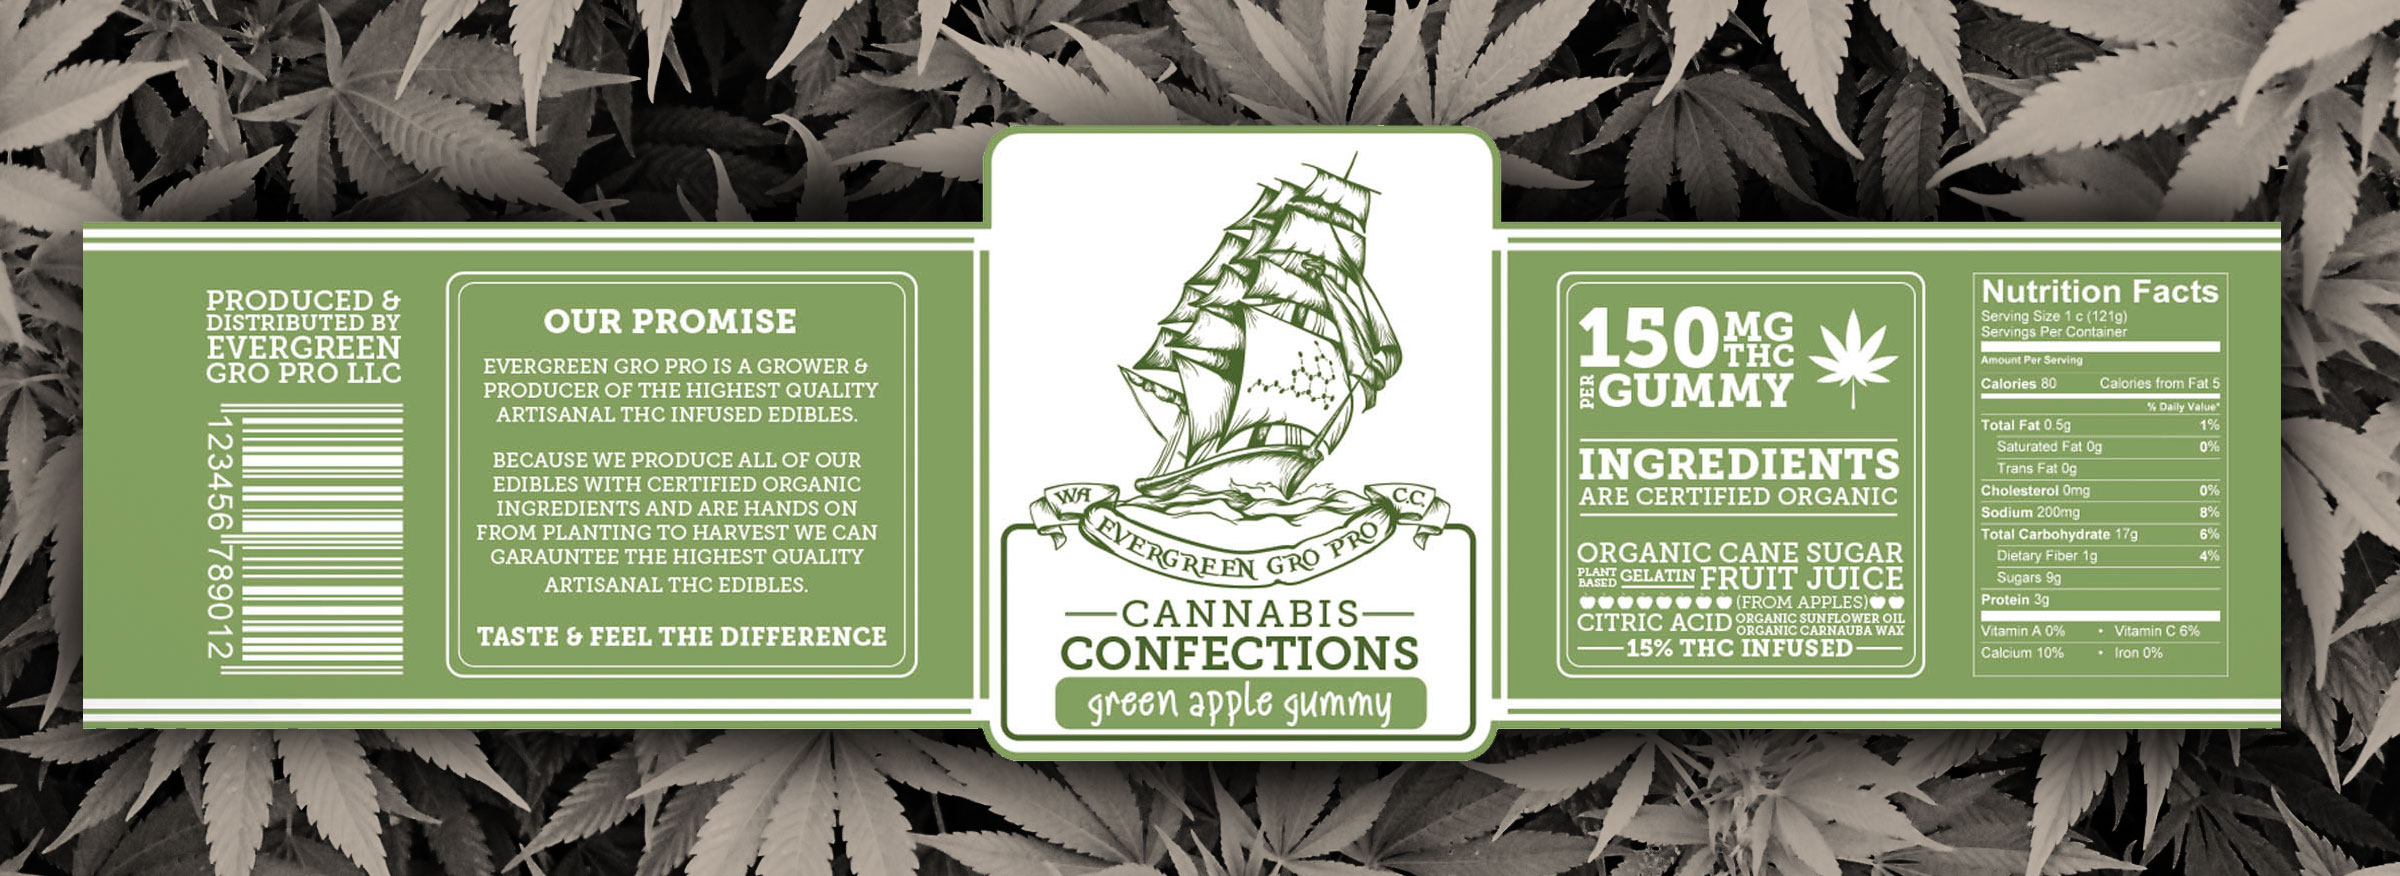 PRODUCED &
DISTRIBUTED BY
EVERGREEN
GRO PRO LLC
123456 789012
OUR PROMISE
EVERGREEN GRO PRO IS A GROWER &
PRODUCER OF THE HIGHEST QUALITY
ARTISANAL THC INFUSED EDIBLES.
BECAUSE WE PRODUCE ALL OF OUR
EDIBLES WITH CERTIFIED ORGANIC
INGREDIENTS AND ARE HANDS ON
FROM PLANTING TO HARVEST WE CAN
GARAUNTEE THE HIGHEST QUALITY
ARTISANAL THC EDIBLES.
TASTE & FEEL THE DIFFERENCE
WA C.C.
EVERGREEN GRO PRO
CANNABIS
CONFECTIONS
green apple gummy
150 MG
THC
PER GUMMY
INGREDIENTS
ARE CERTIFIED ORGANIC
ORGANIC CANE SUGAR
PLANT BASED GELATIN FRUIT JUICE
(FROM APPLES)
CITRIC ACID ORGANIC SUNFLOWER OIL
ORGANIC CARNAUBA WAX
15% THC INFUSED
Nutrition Facts
Serving Size 1 c (121g)
Servings Per Container
Amount Per Serving
Calories 80 Calories from Fat 5
% Daily Value*
Total Fat 0.5g 1%
Saturated Fat 0g 0%
Trans Fat 0g
Cholesterol 0mg 0%
Sodium 200mg 8%
Total Carbohydrate 17g 6%
Dietary Fiber 1g 4%
Sugars 9g
Protein 3g
Vitamin A 0% • Vitamin C 6%
Calcium 10% • Iron 0%